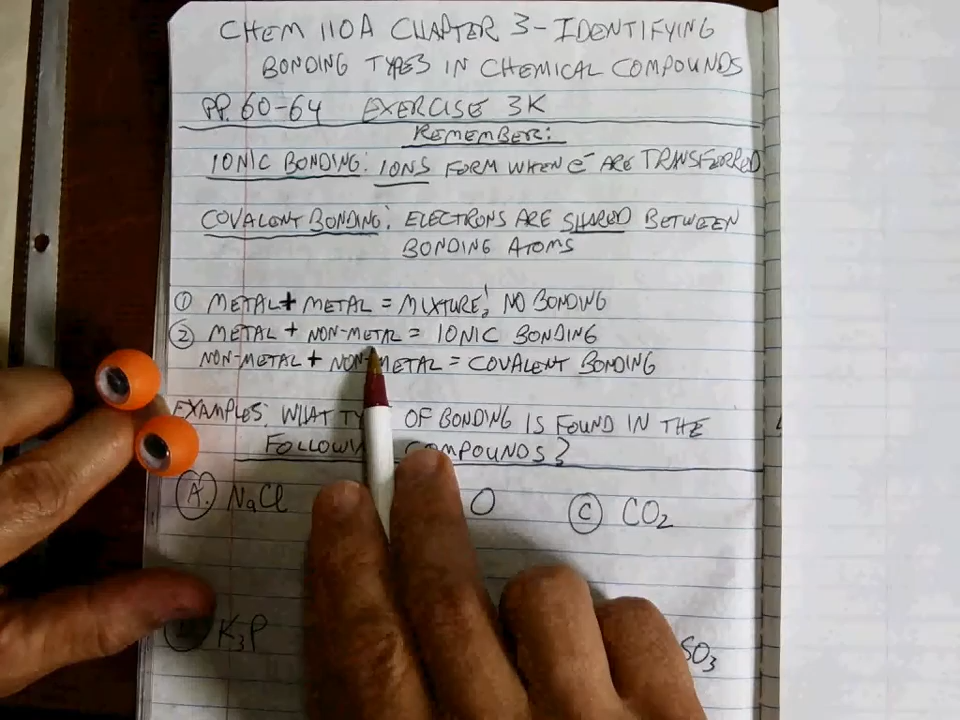 CHEM 110A CHAPTER 3 - IDENTIFYING
BONDING TYPES IN CHEMICAL COMPOUNDS
PP. 60-64 EXERCISE 3K
REMEMBER:
IONIC BONDING: IONS FORM WHEN e⁻ ARE TRANSFERRED
COVALENT BONDING: ELECTRONS ARE SHARED BETWEEN
BONDING ATOMS
① METAL + METAL = MIXTURE; NO BONDING
② METAL + NON-METAL = IONIC BONDING
NON-METAL + NON-METAL = COVALENT BONDING
EXAMPLES: WHAT TY OF BONDING IS FOUND IN THE
FOLLOWIN COMPOUNDS?
Ⓐ NaCl O Ⓒ CO₂
K₃P SO₃